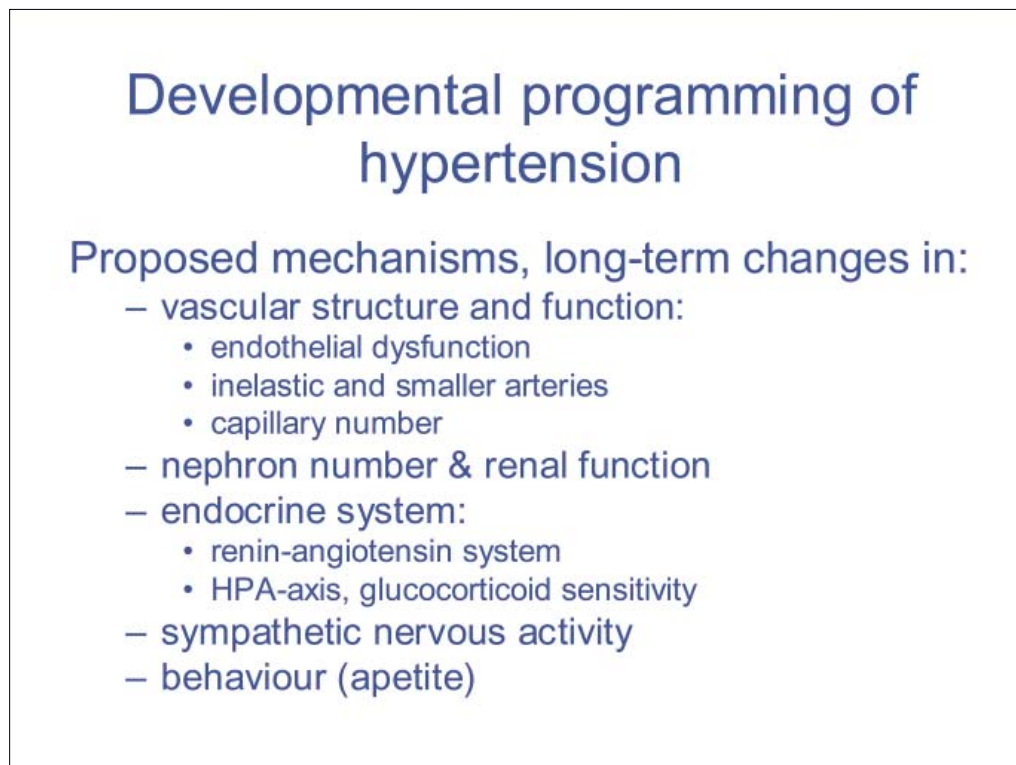 Developmental programming of
hypertension
Proposed mechanisms, long-term changes in:
– vascular structure and function:
• endothelial dysfunction
• inelastic and smaller arteries
• capillary number
– nephron number & renal function
– endocrine system:
• renin-angiotensin system
• HPA-axis, glucocorticoid sensitivity
– sympathetic nervous activity
– behaviour (apetite)